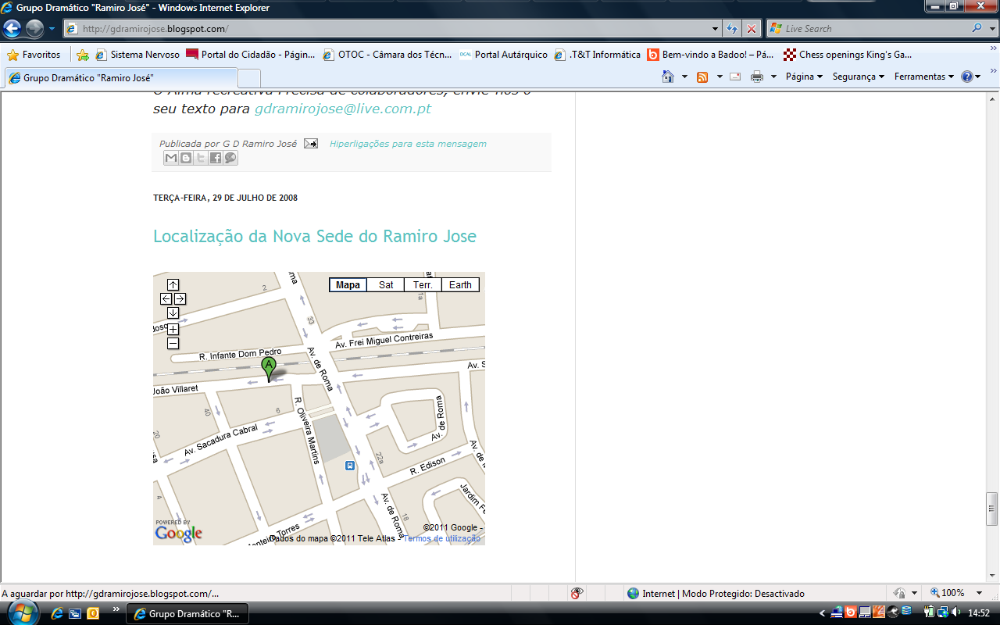 Grupo Dramático "Ramiro José" - Windows Internet Explorer
http://gdramirojose.blogspot.com/
Live Search
Favoritos
Sistema Nervoso
Portal do Cidadão - Págin...
OTOC - Câmara dos Técn...
DGAL
Portal Autárquico
.T&T Informática
Bem-vindo a Badoo! – Pá...
Chess openings King's Ga...
Grupo Dramático "Ramiro José"
Página
Segurança
Ferramentas
O Alma recreativa Precisa de colaboradores, envie-nos o
seu texto para gdramirojose@live.com.pt
Publicada por G D Ramiro José
Hiperligações para esta mensagem
TERÇA-FEIRA, 29 DE JULHO DE 2008
Localização da Nova Sede do Ramiro Jose
Mapa
Sat
Terr.
Earth
2
33
1a
Av. Frei Miguel Contreiras
R. Infante Dom Pedro
Av. de Roma
A
Av. S
João Villaret
R. Oliveira Martins
40
6
20
Av. Sacadura Cabral
Av. de Roma
22a
R. Edison
4
Av. de Roma
18
Jardim Fe
Torres
POWERED BY
Google
©2011 Google -
Dados do mapa ©2011 Tele Atlas - Termos de utilização
A aguardar por http://gdramirojose.blogspot.com/...
Internet | Modo Protegido: Desactivado
100%
Grupo Dramático "R...
14:52